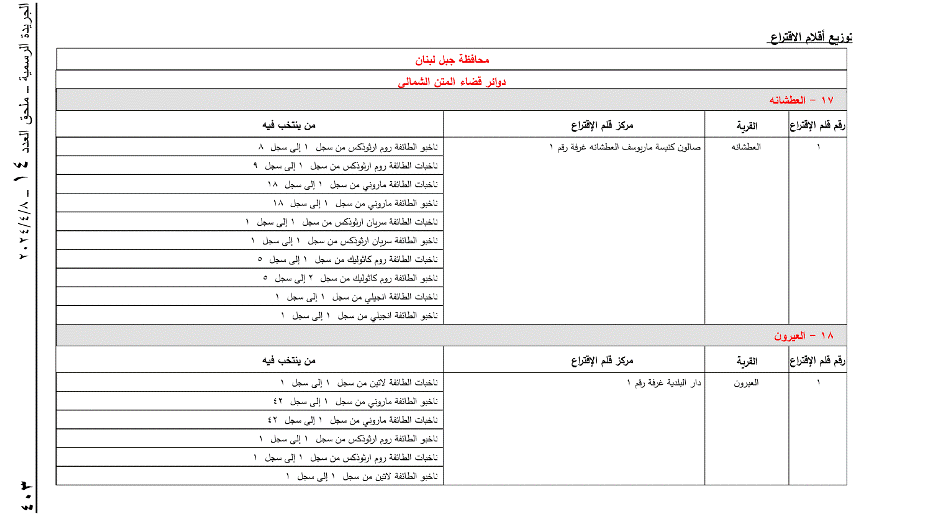 الجريدة الرسمية – ملحق العدد ١٤ – ٢٠٢٤/٤/٨
توزيع أقلام الاقتراع
محافظة جبل لبنان
دوائر قضاء المتن الشمالي
١٧ - العطشانه
رقم قلم الإقتراع القرية مركز قلم الإقتراع من ينتخب فيه
١ العطشانه صالون كنيسة ماريوسف العطشانه غرفة رقم ١ ناخبو الطائفة روم ارثوذكس من سجل ١ إلى سجل ٨
ناخبات الطائفة روم ارثوذكس من سجل ١ إلى سجل ٩
ناخبات الطائفة ماروني من سجل ١ إلى سجل ١٨
ناخبو الطائفة ماروني من سجل ١ إلى سجل ١٨
ناخبات الطائفة سريان ارثوذكس من سجل ١ إلى سجل ١
ناخبو الطائفة سريان ارثوذكس من سجل ١ إلى سجل ١
ناخبات الطائفة روم كاثوليك من سجل ١ إلى سجل ٥
ناخبو الطائفة روم كاثوليك من سجل ٢ إلى سجل ٥
ناخبات الطائفة انجيلي من سجل ١ إلى سجل ١
ناخبو الطائفة انجيلي من سجل ١ إلى سجل ١
١٨ - العيرون
رقم قلم الإقتراع القرية مركز قلم الإقتراع من ينتخب فيه
١ العيرون دار البلدية غرفة رقم ١ ناخبات الطائفة لاتين من سجل ١ إلى سجل ١
ناخبو الطائفة ماروني من سجل ١ إلى سجل ٤٢
ناخبات الطائفة ماروني من سجل ١ إلى سجل ٤٢
ناخبو الطائفة روم ارثوذكس من سجل ١ إلى سجل ١
ناخبات الطائفة روم ارثوذكس من سجل ١ إلى سجل ١
ناخبو الطائفة لاتين من سجل ١ إلى سجل ١
٤٠٣